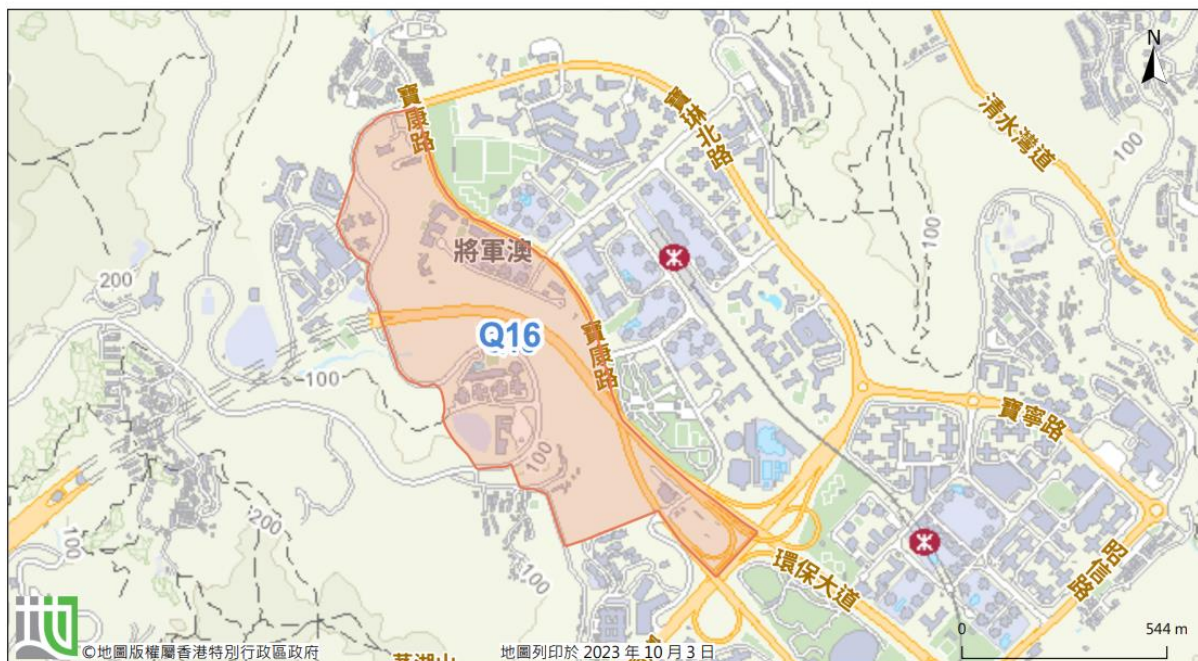 N
寶康路
寶琳北路
清水灣道
100
將軍澳
200
100
Q16
寶康路
100
100
寶寧路
200
100
100
昭信路
環保大道
0
544 m
©地圖版權屬香港特別行政區政府
地圖列印於 2023 年 10 月 3 日